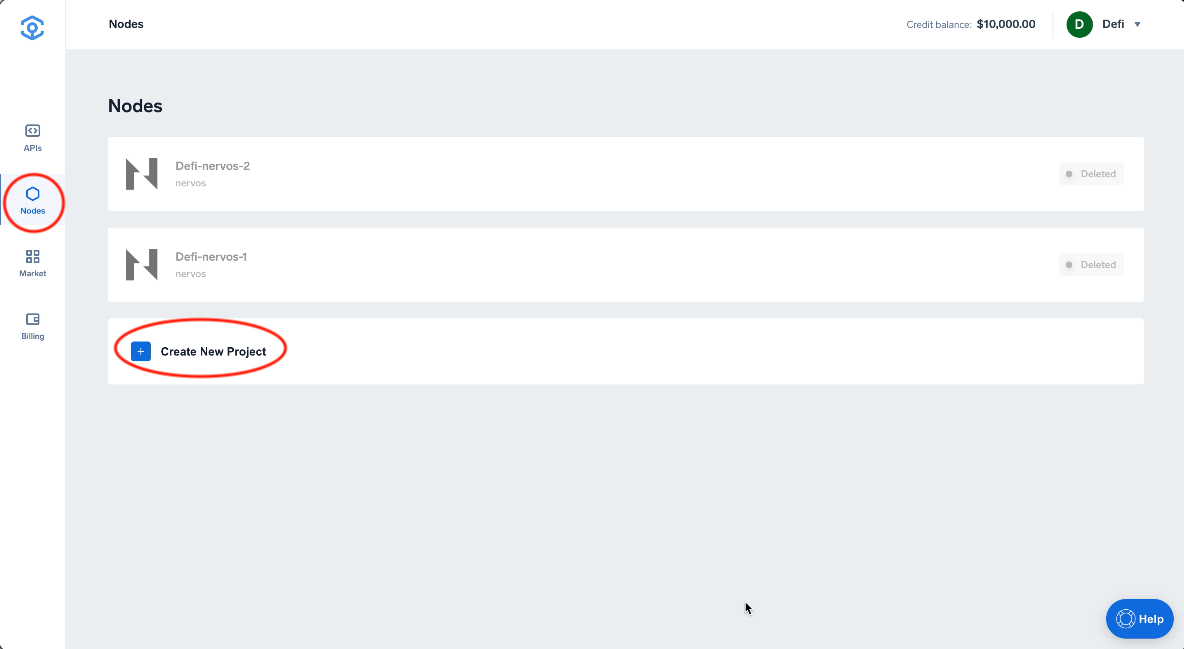 Nodes
Credit balance: $10,000.00
D
Defi
APIs
Nodes
Market
Billing
Nodes
Defi-nervos-2
nervos
Deleted
Defi-nervos-1
nervos
Deleted
+ Create New Project
Help